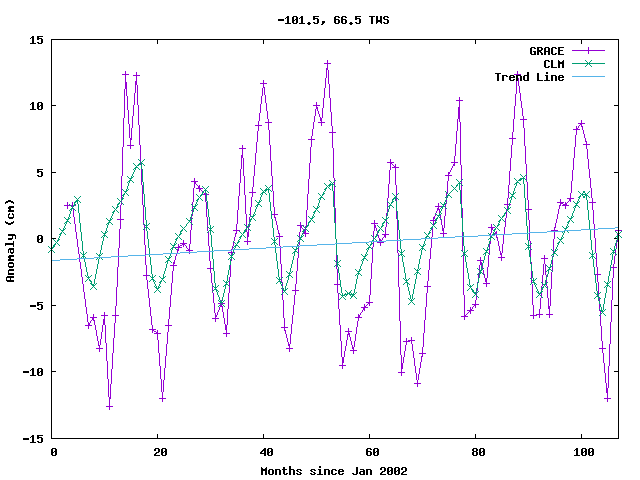 -101.5, 66.5 TWS
GRACE
CLM
Trend Line
15
10
5
0
-5
-10
-15
Anomaly (cm)
0 20 40 60 80 100
Months since Jan 2002